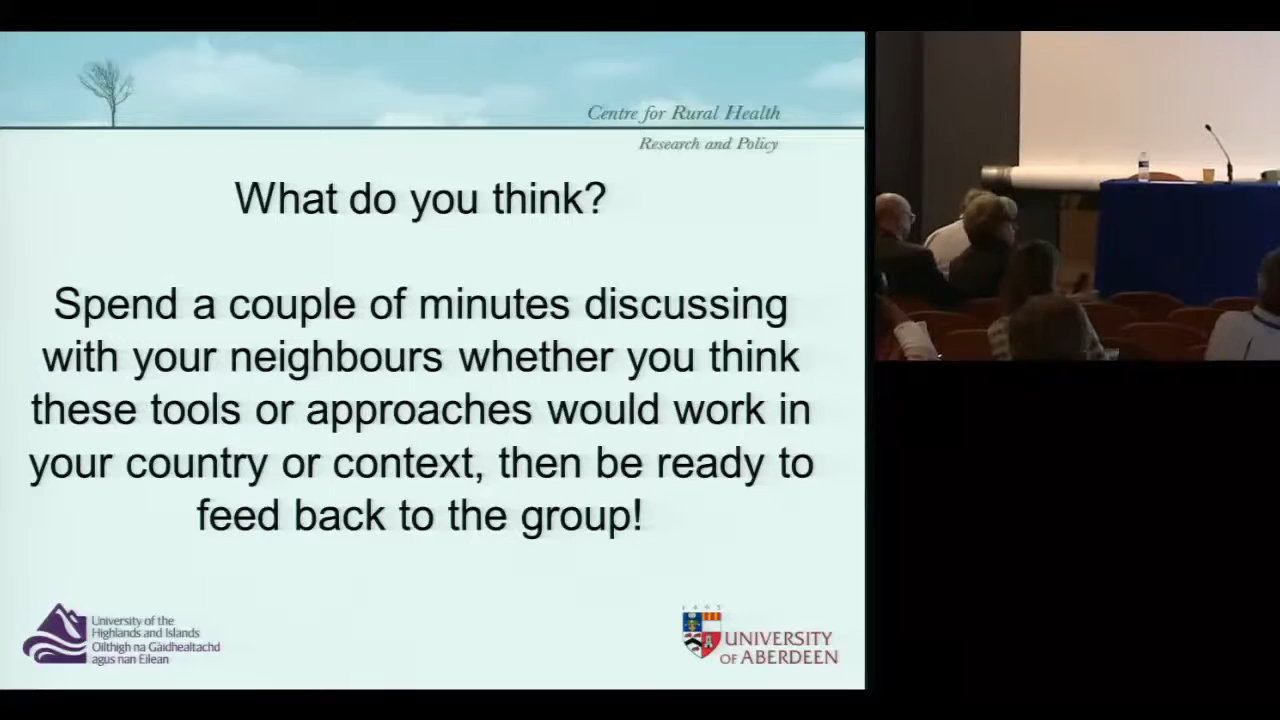 Centre for Rural Health
Research and Policy
What do you think?
Spend a couple of minutes discussing
with your neighbours whether you think
these tools or approaches would work in
your country or context, then be ready to
feed back to the group!
University of the
Highlands and Islands
Oilthigh na Gàidhealtachd
agus nan Eilean
1495
UNIVERSITY
OF ABERDEEN